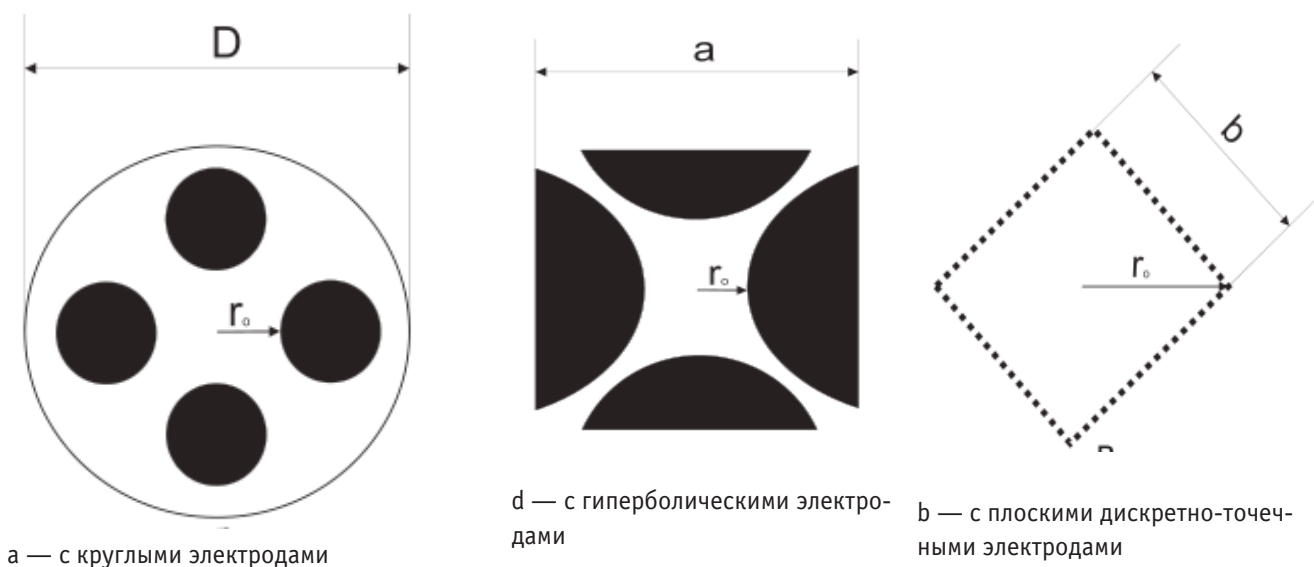 D
a
b
r₀
r₀
r₀
d — с гиперболическими электро-
дами
b — с плоскими дискретно-точеч-
ными электродами
а — с круглыми электродами